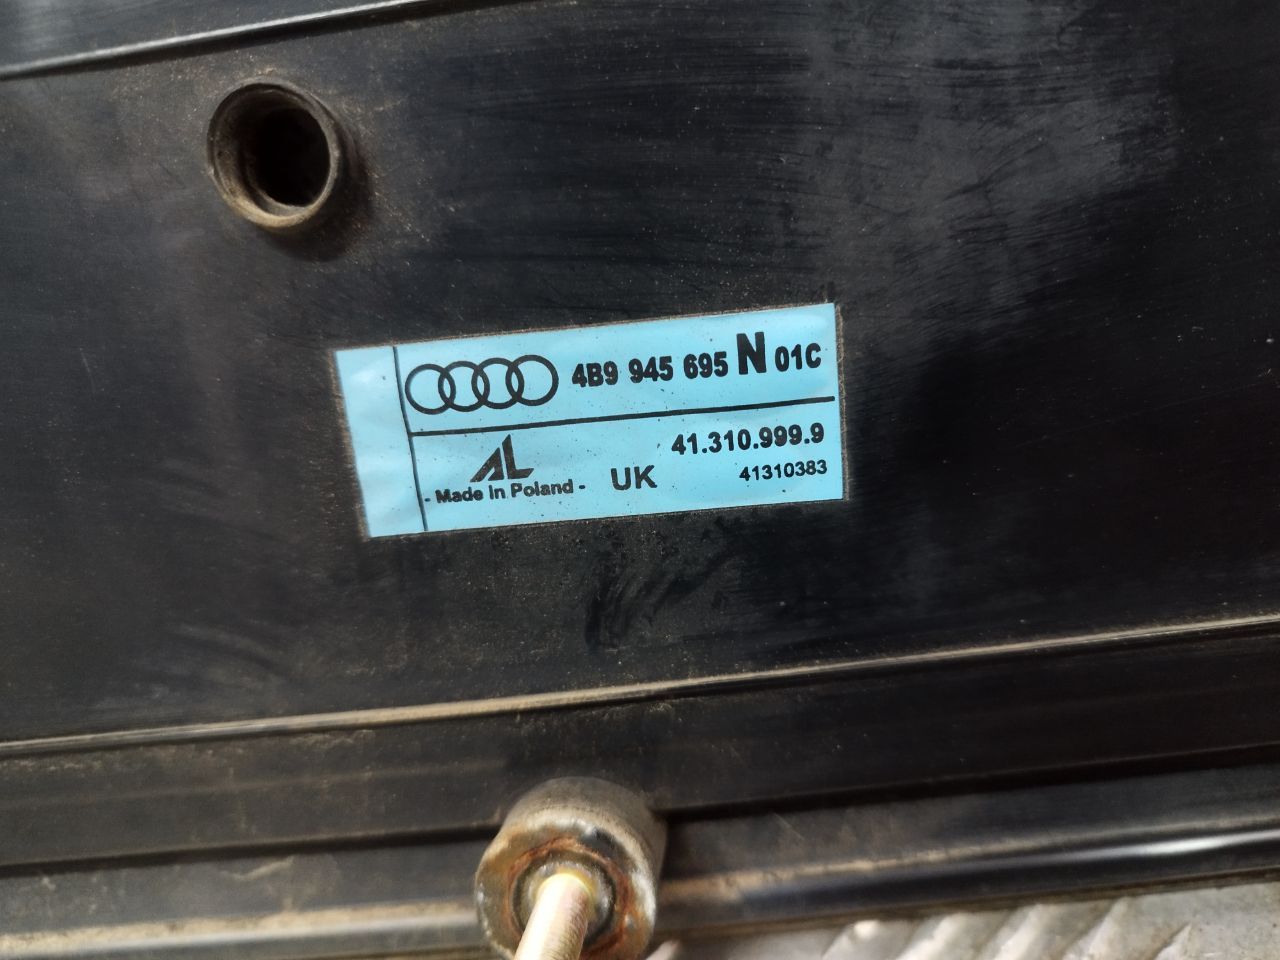 4B9 945 695 N 01C
41.310.999.9
AL
- Made In Poland - UK 41310383